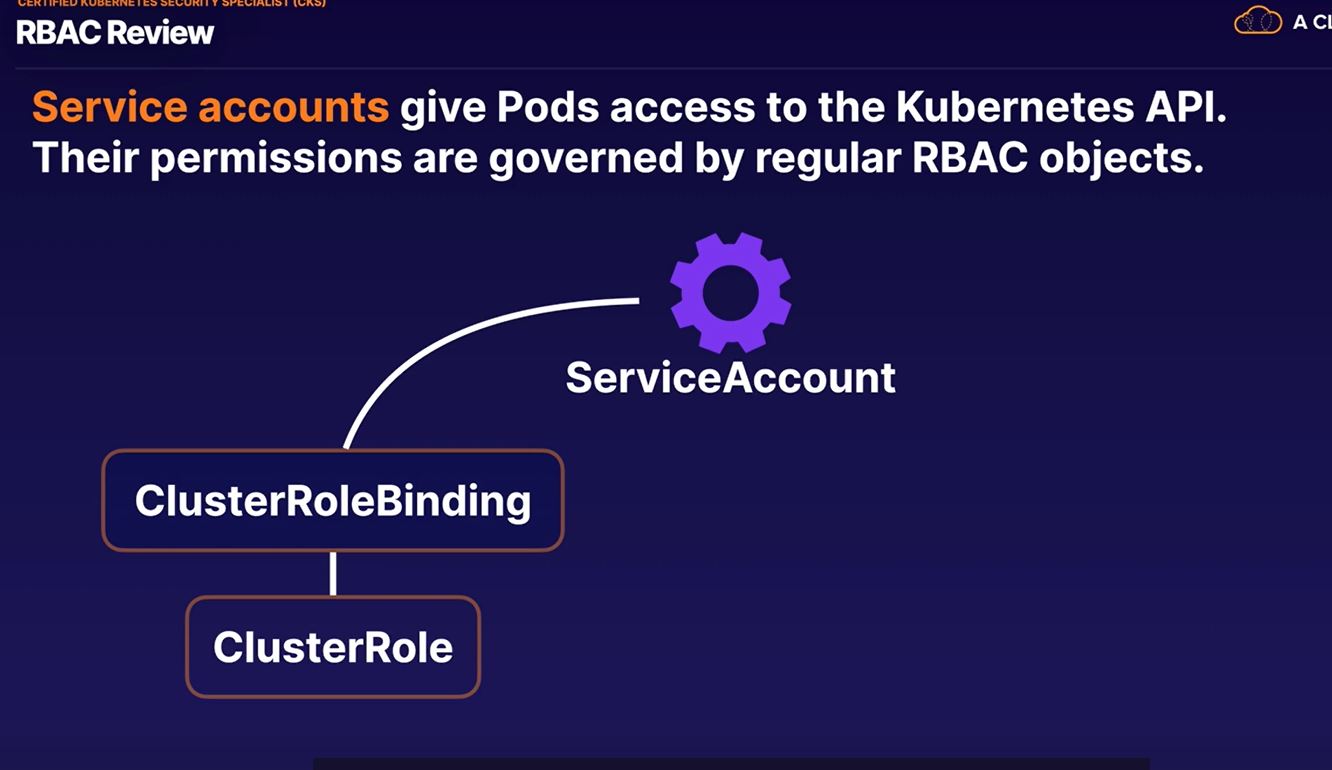 CERTIFIED KUBERNETES SECURITY SPECIALIST (CKS)
RBAC Review
A CL
Service accounts give Pods access to the Kubernetes API.
Their permissions are governed by regular RBAC objects.
ServiceAccount
ClusterRoleBinding
ClusterRole